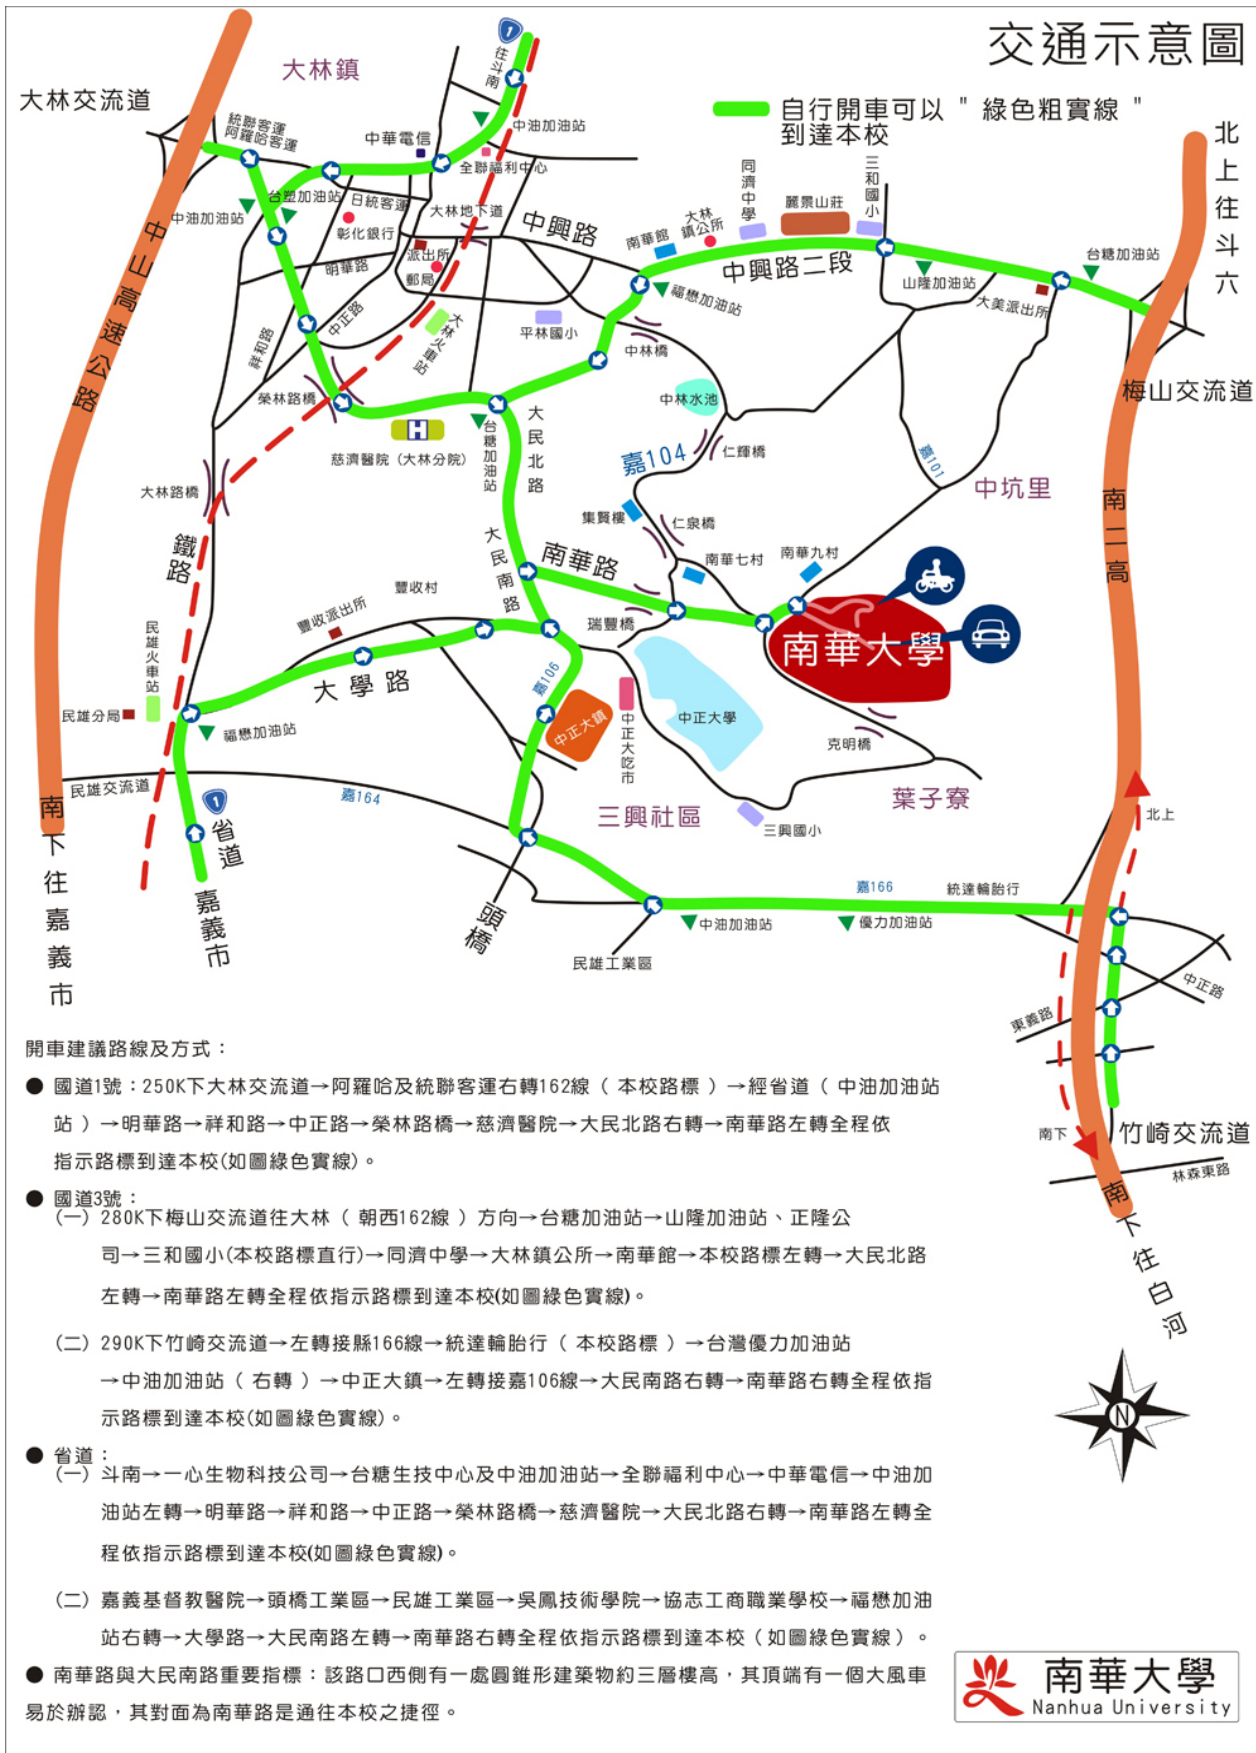 交通示意圖
1
往斗南
大林鎮
大林交流道
統聯客運
阿羅哈客運
中華電信
中油加油站
全聯福利中心
自行開車可以 " 綠色粗實線 "
到達本校
北上往斗六
台塑加油站
中油加油站
日統客運
彰化銀行
大林地下道
派出所
郵局
明華路
中正路
祥和路
中興路
南華館
大林
鎮公所
同濟中學
麗景山莊
三和國小
中興路二段
山隆加油站
台糖加油站
大美派出所
福懋加油站
平林國小
大林火車站
中林橋
中山高速公路
榮林路橋
H
慈濟醫院(大林分院)
台糖加油站
大民北路
中林水池
梅山交流道
嘉104
仁輝橋
嘉101
中坑里
大林路橋
集賢樓
仁泉橋
南二高
鐵路
大民南路
南華路
南華七村
南華九村
豐收村
豐收派出所
瑞豐橋
南華大學
民雄火車站
大學路
嘉106
民雄分局
福懋加油站
中正大鎮
中正大吃市
中正大學
克明橋
民雄交流道
嘉164
三興社區
三興國小
葉子寮
北上
南下往嘉義市
1
省道
嘉義市
頭橋
嘉166
統達輪胎行
中油加油站
優力加油站
民雄工業區
中正路
東義路
南下
竹崎交流道
林森東路
南下往白河
開車建議路線及方式：
● 國道1號：250K下大林交流道→阿羅哈及統聯客運右轉162線（本校路標）→經省道（中油加油站
站）→明華路→祥和路→中正路→榮林路橋→慈濟醫院→大民北路右轉→南華路左轉全程依
指示路標到達本校(如圖綠色實線)。
● 國道3號：
(一) 280K下梅山交流道往大林（朝西162線）方向→台糖加油站→山隆加油站、正隆公
司→三和國小(本校路標直行)→同濟中學→大林鎮公所→南華館→本校路標左轉→大民北路
左轉→南華路左轉全程依指示路標到達本校(如圖綠色實線)。
(二) 290K下竹崎交流道→左轉接縣166線→統達輪胎行（本校路標）→台灣優力加油站
→中油加油站（右轉）→中正大鎮→左轉接嘉106線→大民南路右轉→南華路右轉全程依指
示路標到達本校(如圖綠色實線)。
● 省道：
(一) 斗南→一心生物科技公司→台糖生技中心及中油加油站→全聯福利中心→中華電信→中油加
油站左轉→明華路→祥和路→中正路→榮林路橋→慈濟醫院→大民北路右轉→南華路左轉全
程依指示路標到達本校(如圖綠色實線)。
(二) 嘉義基督教醫院→頭橋工業區→民雄工業區→吳鳳技術學院→協志工商職業學校→福懋加油
站右轉→大學路→大民南路左轉→南華路右轉全程依指示路標到達本校（如圖綠色實線）。
● 南華路與大民南路重要指標：該路口西側有一處圓錐形建築物約三層樓高，其頂端有一個大風車
易於辦認，其對面為南華路是通往本校之捷徑。
N
南華大學
Nanhua University